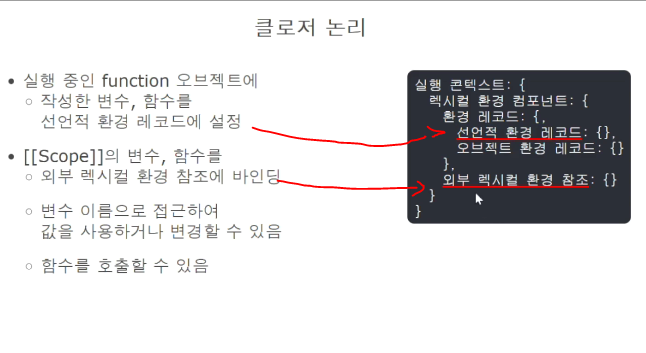 클로저 논리
실행 중인 function 오브젝트에
작성한 변수, 함수를
선언적 환경 레코드에 설정
[[Scope]]의 변수, 함수를
외부 렉시컬 환경 참조에 바인딩
변수 이름으로 접근하여
값을 사용하거나 변경할 수 있음
함수를 호출할 수 있음
실행 콘텍스트: {
렉시컬 환경 컴포넌트: {
환경 레코드: {,
선언적 환경 레코드: {},
오브젝트 환경 레코드: {}
},
외부 렉시컬 환경 참조: {}
}
}